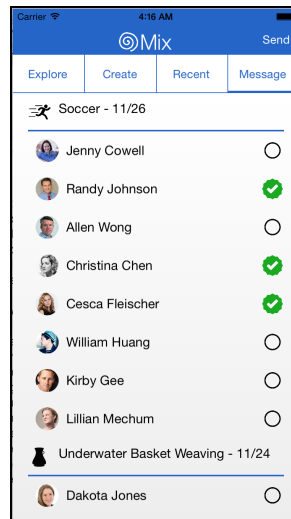 Carrier 4:16 AM
Mix Send
Explore Create Recent Message
Soccer - 11/26
Jenny Cowell
Randy Johnson
Allen Wong
Christina Chen
Cesca Fleischer
William Huang
Kirby Gee
Lillian Mechum
Underwater Basket Weaving - 11/24
Dakota Jones